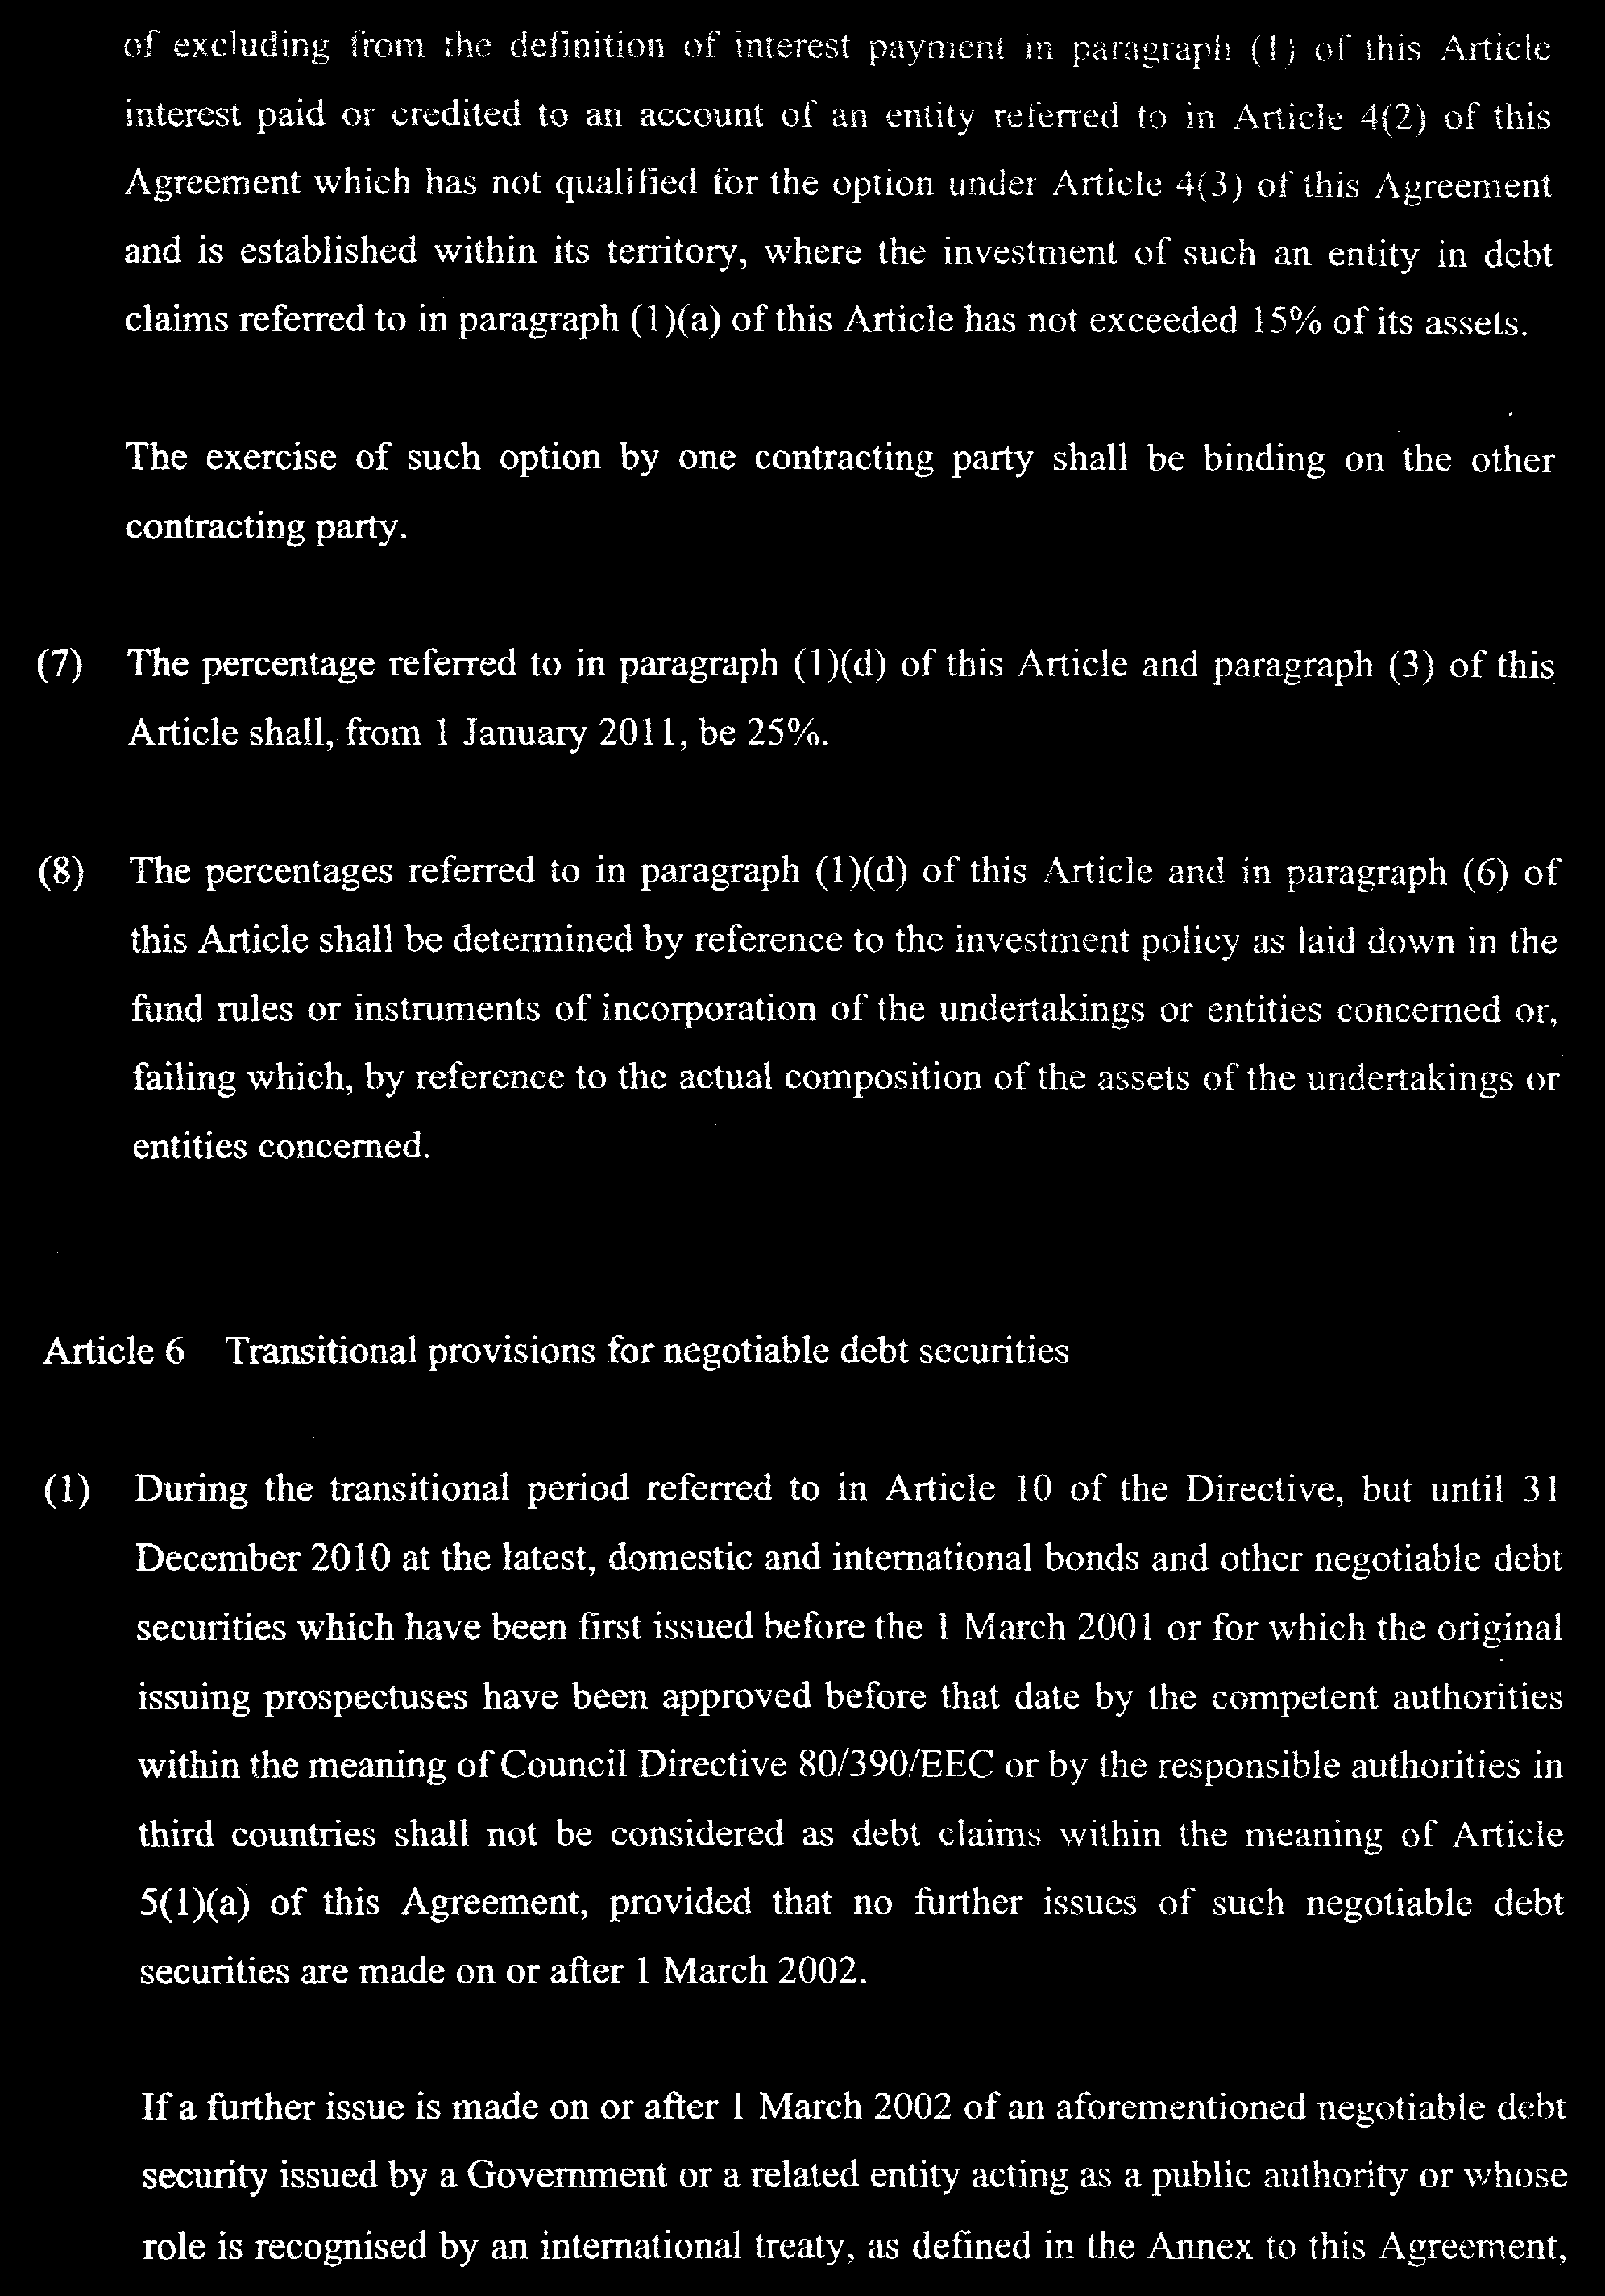 of excluding from the definition of interest payment in paragraph (1) of this Article
interest paid or credited to an account of an entity referred to in Article 4(2) of this
Agreement which has not qualified for the option under Article 4(3) of this Agreement
and is established within its territory, where the investment of such an entity in debt
claims referred to in paragraph (1)(a) of this Article has not exceeded 15% of its assets.
The exercise of such option by one contracting party shall be binding on the other
contracting party.
(7) The percentage referred to in paragraph (1)(d) of this Article and paragraph (3) of this
Article shall, from 1 January 2011, be 25%.
(8) The percentages referred to in paragraph (1)(d) of this Article and in paragraph (6) of
this Article shall be determined by reference to the investment policy as laid down in the
fund rules or instruments of incorporation of the undertakings or entities concerned or,
failing which, by reference to the actual composition of the assets of the undertakings or
entities concerned.
Article 6 Transitional provisions for negotiable debt securities
(1) During the transitional period referred to in Article 10 of the Directive, but until 31
December 2010 at the latest, domestic and international bonds and other negotiable debt
securities which have been first issued before the 1 March 2001 or for which the original
issuing prospectuses have been approved before that date by the competent authorities
within the meaning of Council Directive 80/390/EEC or by the responsible authorities in
third countries shall not be considered as debt claims within the meaning of Article
5(1)(a) of this Agreement, provided that no further issues of such negotiable debt
securities are made on or after 1 March 2002.
If a further issue is made on or after 1 March 2002 of an aforementioned negotiable debt
security issued by a Government or a related entity acting as a public authority or whose
role is recognised by an international treaty, as defined in the Annex to this Agreement,